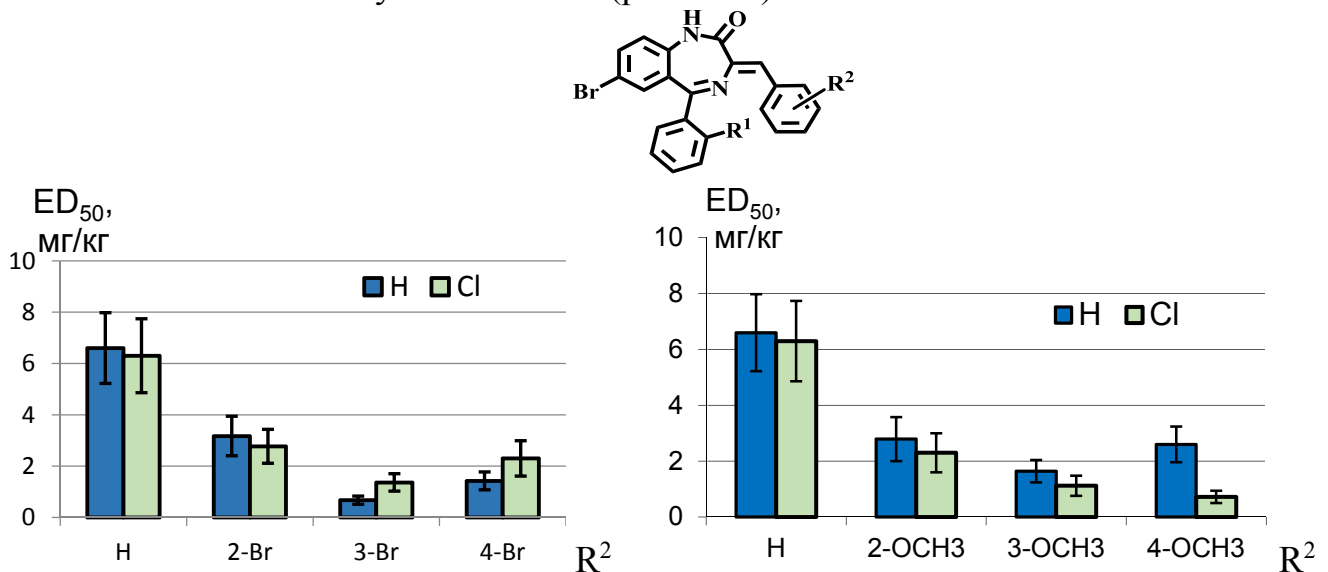 H
N
O
Br
N
R²
R¹
ED₅₀,
мг/кг
10
8
6
4
2
0
H
Cl
H
2-Br
3-Br
4-Br
R²
ED₅₀,
мг/кг
10
8
6
4
2
0
H
Cl
H
2-OCH3
3-OCH3
4-OCH3
R²